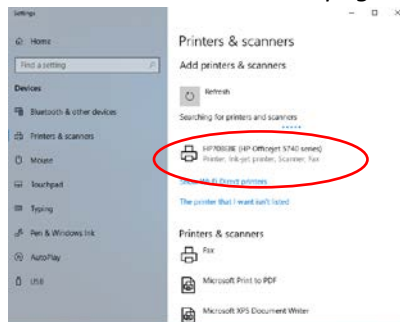 Settings
Home
Find a setting
Devices
Bluetooth & other devices
Printers & scanners
Mouse
Touchpad
Typing
Pen & Windows Ink
AutoPlay
USB
Printers & scanners
Add printers & scanners
Refresh
Searching for printers and scanners
(HP Officejet 5740 series)
Printer, Ink-jet printer, Scanner, Fax
Show Wi-Fi Direct printers
The printer that I want isn't listed
Printers & scanners
Fax
Microsoft Print to PDF
Microsoft XPS Document Writer